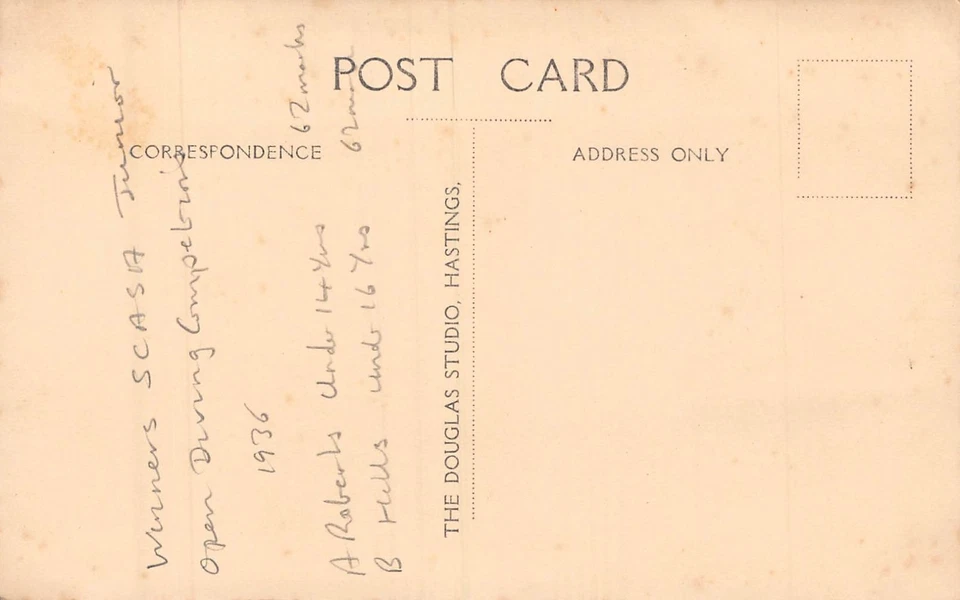 POST CARD
CORRESPONDENCE
ADDRESS ONLY
THE DOUGLAS STUDIO, HASTINGS,
Winners SCASA Junior
Open Diving Competition
1936
A Roberts Under 14 Yrs 62 marks
B Hills under 16 Yrs 62